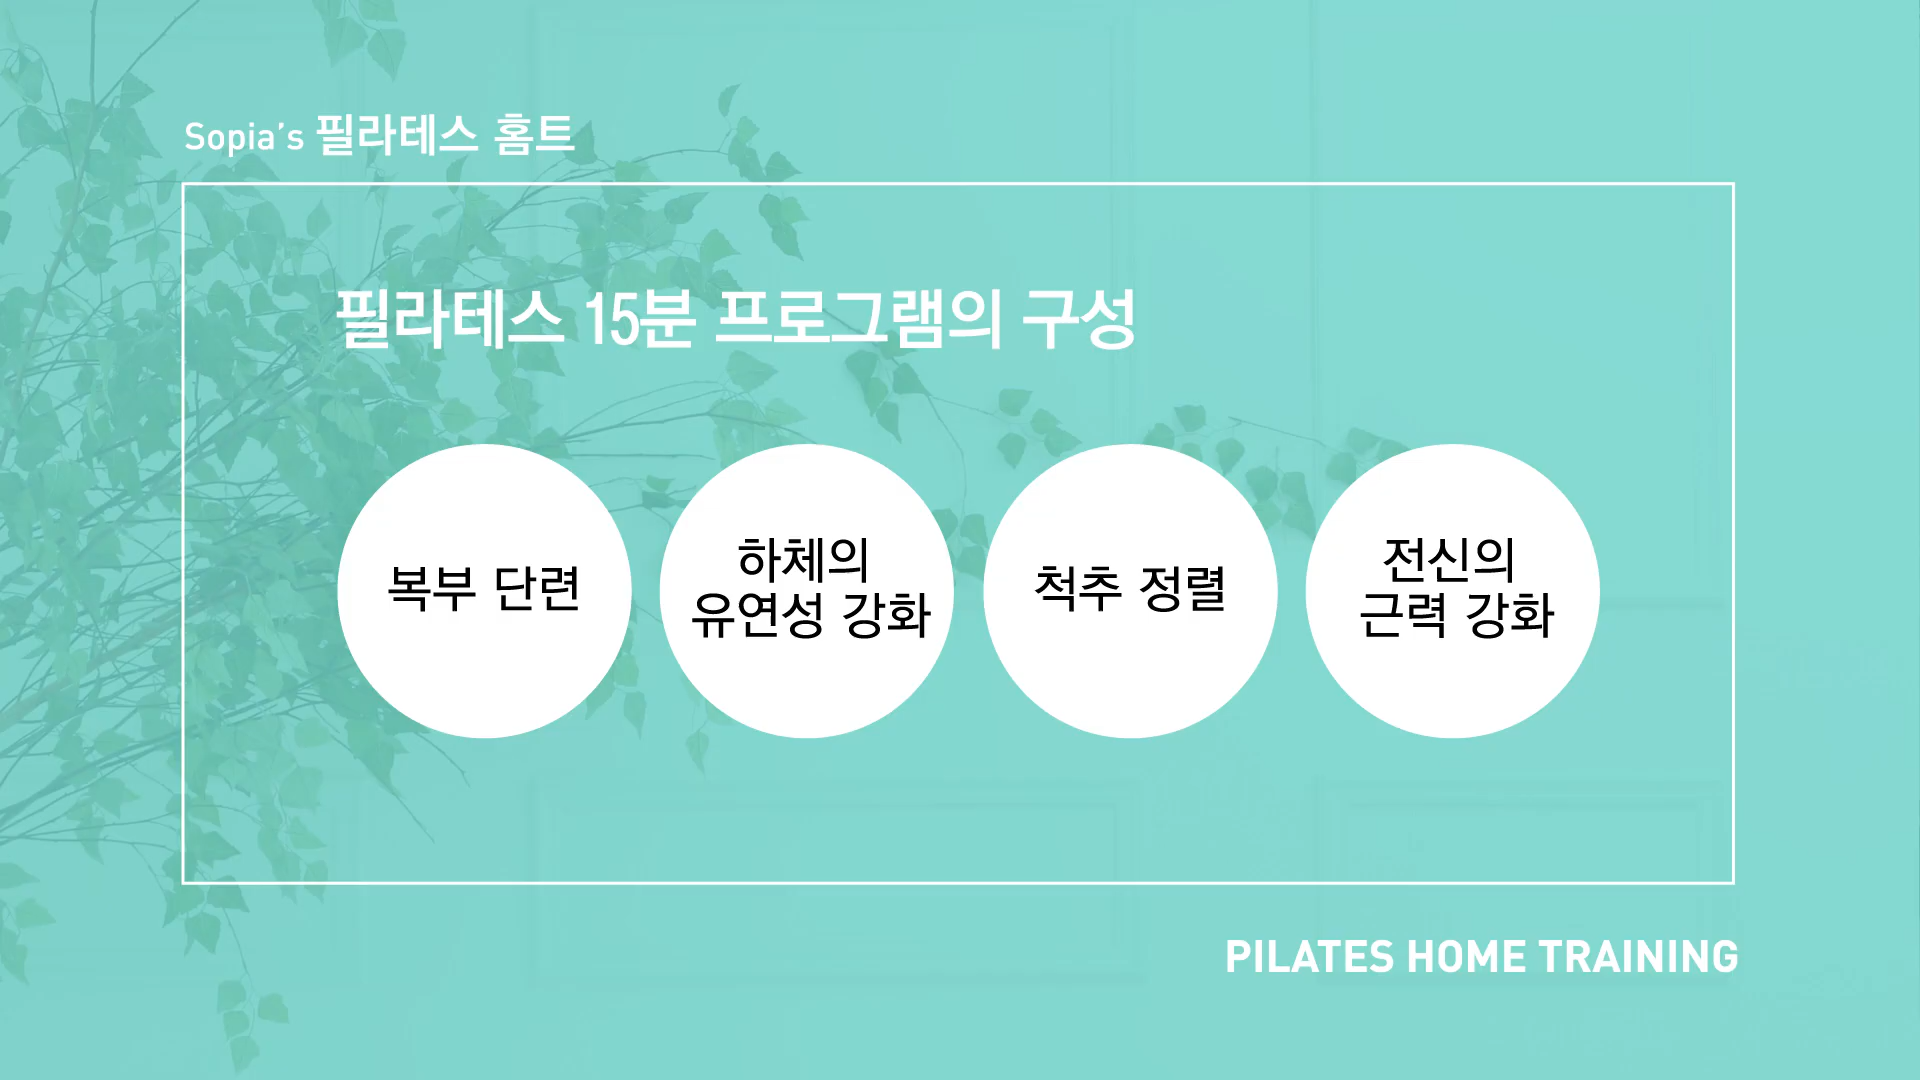 Sopia's 필라테스 홈트
필라테스 15분 프로그램의 구성
복부 단련
하체의
유연성 강화
척추 정렬
전신의
근력 강화
PILATES HOME TRAINING